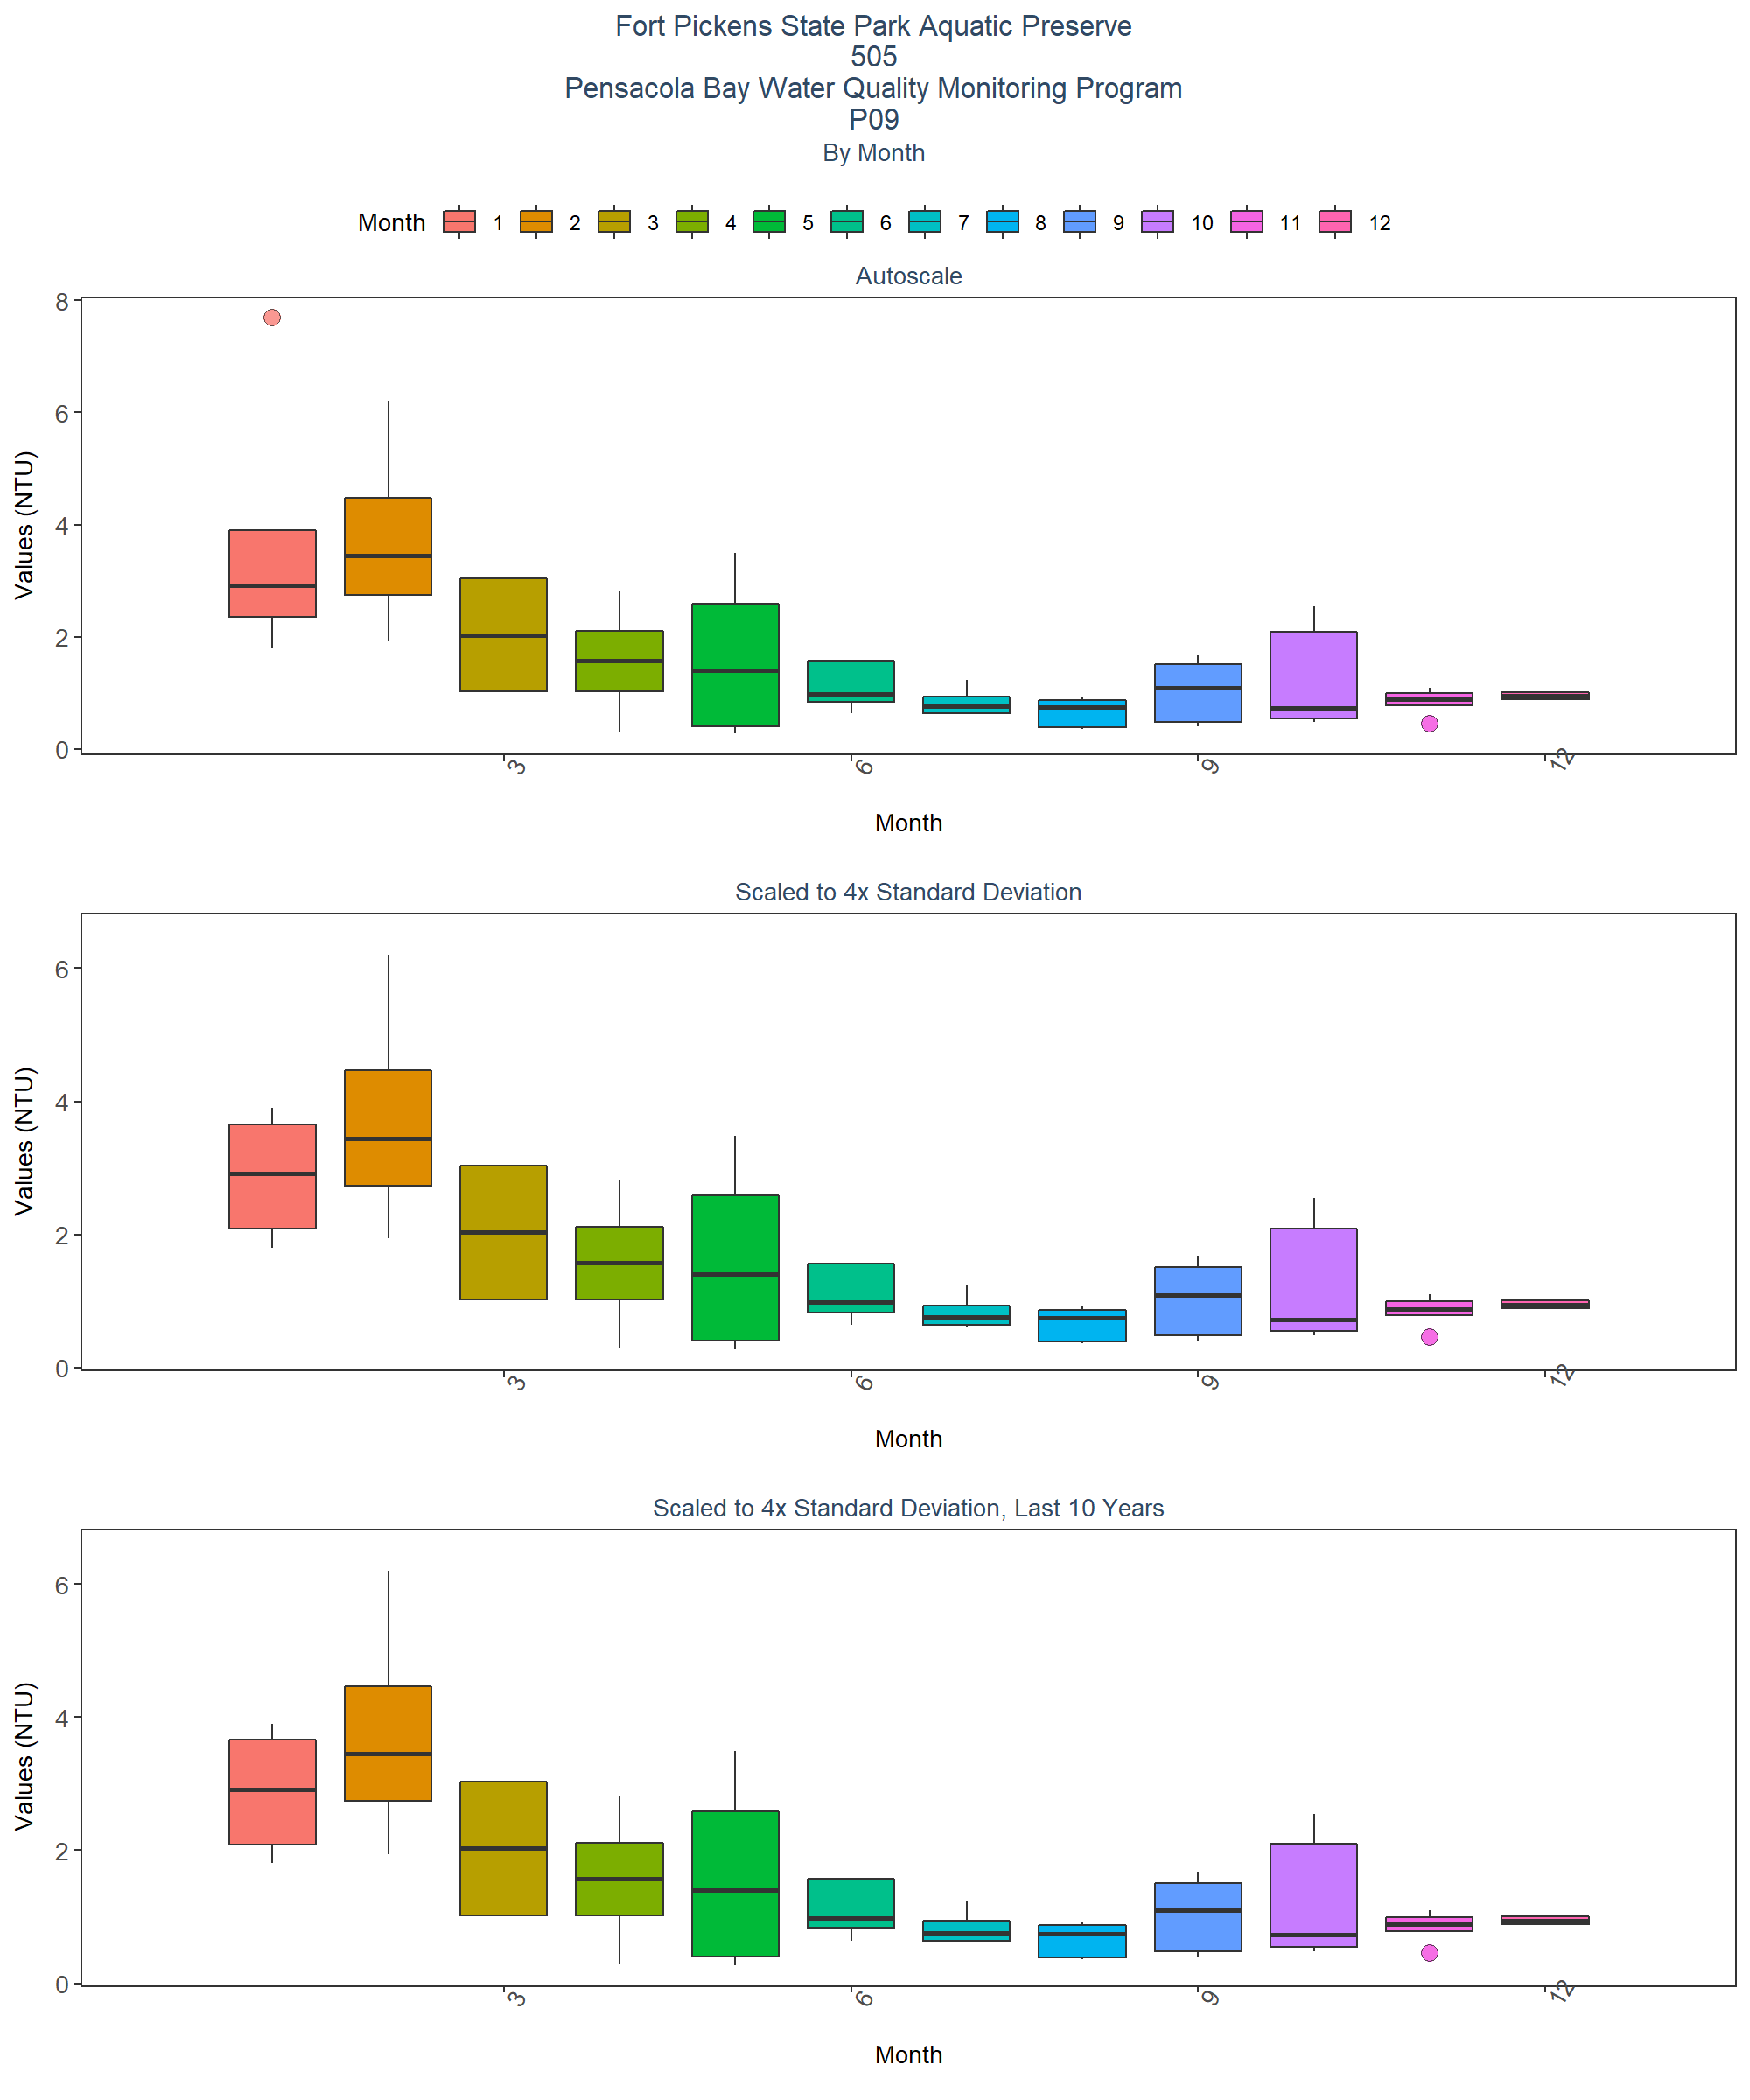 Fort Pickens State Park Aquatic Preserve
505
Pensacola Bay Water Quality Monitoring Program
P09
By Month
Month 1 2 3 4 5 6 7 8 9 10 11 12
Autoscale
Values (NTU)
8
6
4
2
0
3 6 9 12
Month
Scaled to 4x Standard Deviation
Values (NTU)
6
4
2
0
3 6 9 12
Month
Scaled to 4x Standard Deviation, Last 10 Years
Values (NTU)
6
4
2
0
3 6 9 12
Month